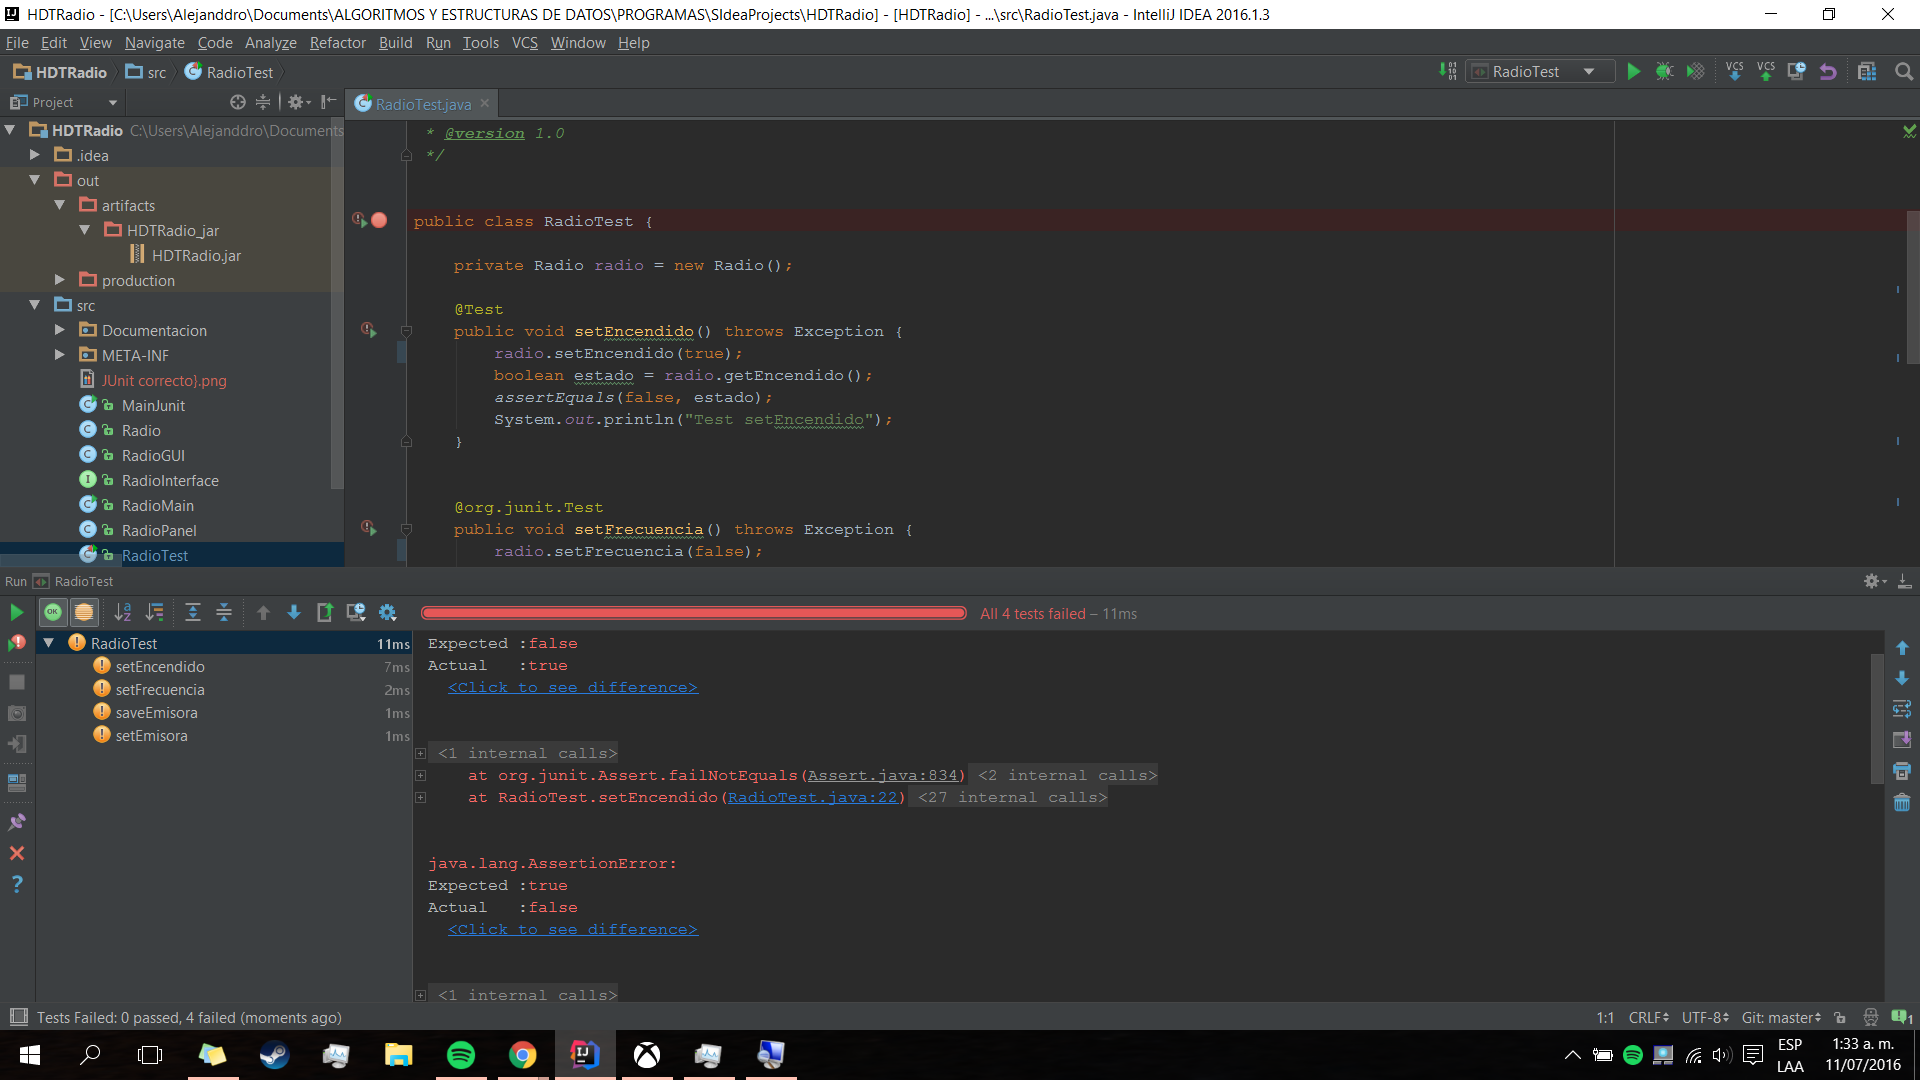 HDTRadio - [C:\Users\Alejanddro\Documents\ALGORITMOS Y ESTRUCTURAS DE DATOS\PROGRAMAS\SIdeaProjects\HDTRadio] - [HDTRadio] - ...\src\RadioTest.java - IntelliJ IDEA 2016.1.3
File Edit View Navigate Code Analyze Refactor Build Run Tools VCS Window Help
HDTRadio src RadioTest
RadioTest
VCS VCS
Project
RadioTest.java
HDTRadio C:\Users\Alejanddro\Documents
.idea
out
artifacts
HDTRadio_jar
HDTRadio.jar
production
src
Documentacion
META-INF
JUnit correcto}.png
MainJunit
Radio
RadioGUI
RadioInterface
RadioMain
RadioPanel
RadioTest
* @version 1.0
*/
public class RadioTest {
private Radio radio = new Radio();
@Test
public void setEncendido() throws Exception {
radio.setEncendido(true);
boolean estado = radio.getEncendido();
assertEquals(false, estado);
System.out.println("Test setEncendido");
}
@org.junit.Test
public void setFrecuencia() throws Exception {
radio.setFrecuencia(false);
Run RadioTest
All 4 tests failed – 11ms
RadioTest 11ms
setEncendido 7ms
setFrecuencia 2ms
saveEmisora 1ms
setEmisora 1ms
Expected :false
Actual :true
<Click to see difference>
<1 internal calls>
at org.junit.Assert.failNotEquals(Assert.java:834) <2 internal calls>
at RadioTest.setEncendido(RadioTest.java:22) <27 internal calls>
java.lang.AssertionError:
Expected :true
Actual :false
<Click to see difference>
<1 internal calls>
Tests Failed: 0 passed, 4 failed (moments ago)
1:1 CRLF UTF-8 Git: master 1
ESP
LAA
1:33 a. m.
11/07/2016